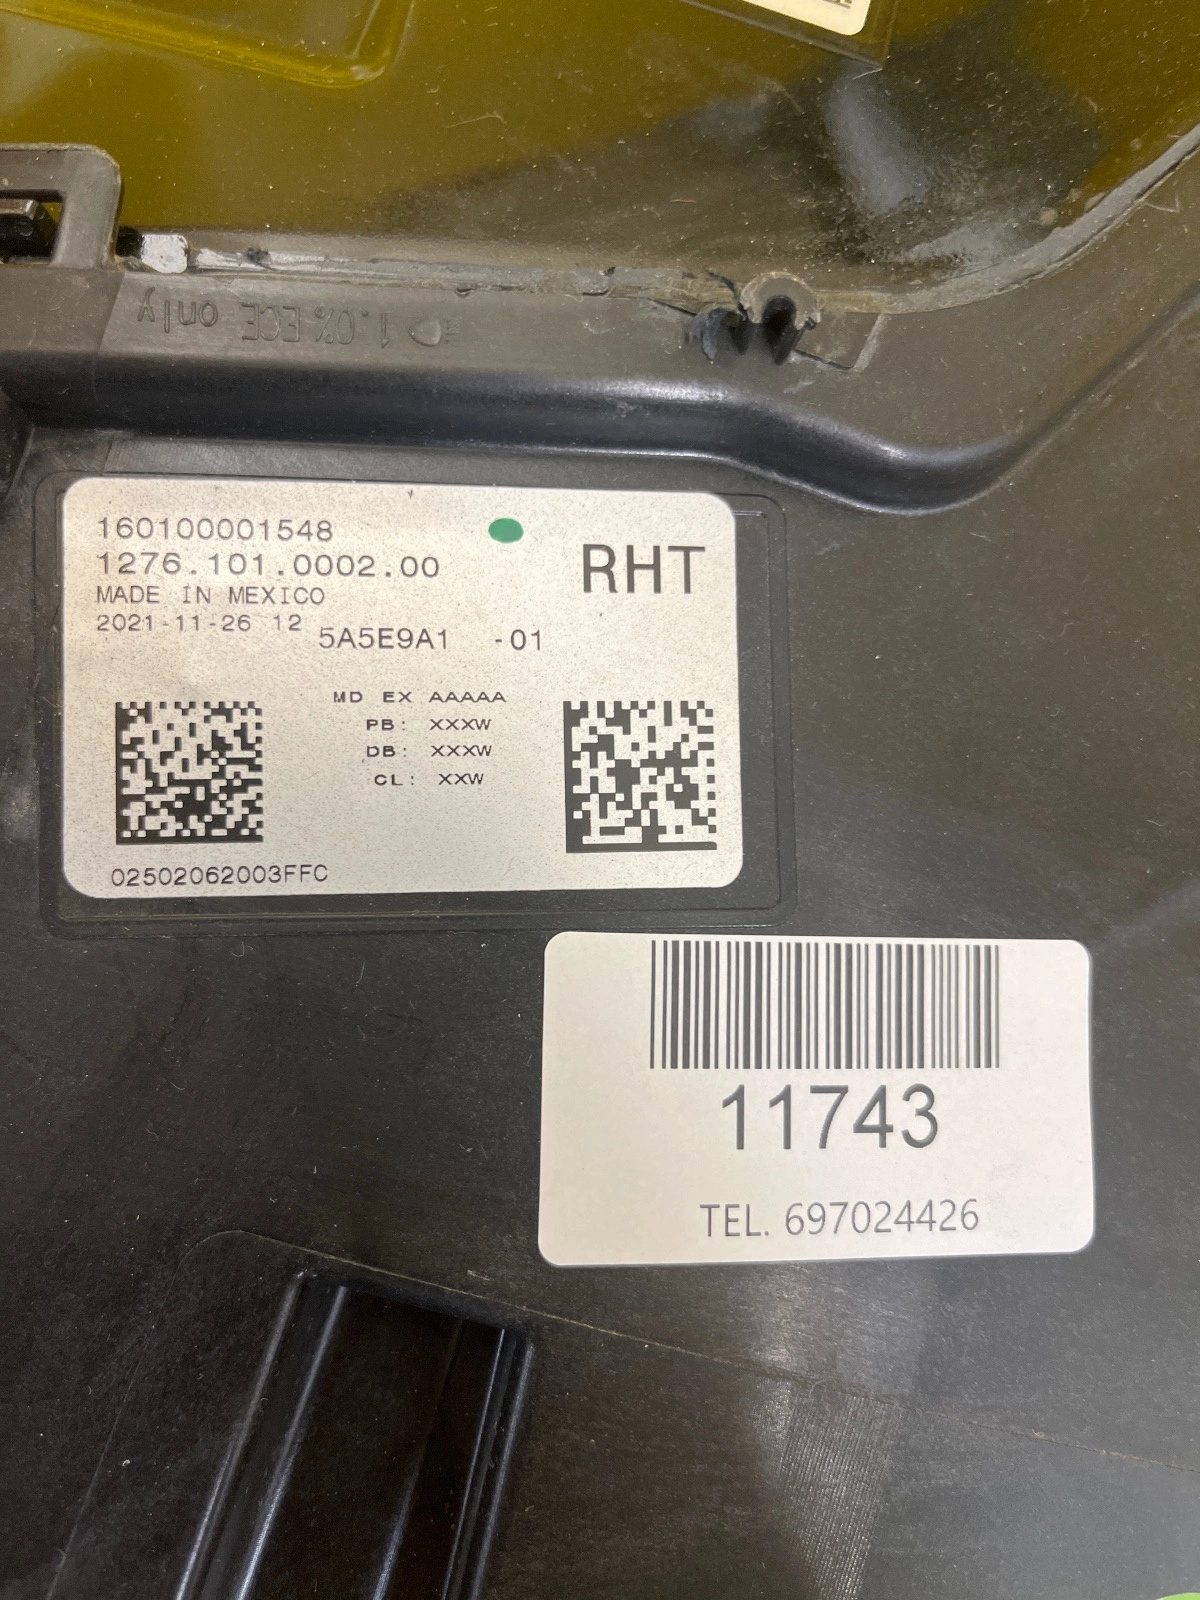 1.0% ECE only
160100001548
1276.101.0002.00
RHT
MADE IN MEXICO
2021-11-26 12
5A5E9A1 -01
MD EX AAAAA
PB: XXXW
DB: XXXW
CL: XXW
02502062003FFC
11743
TEL. 697024426